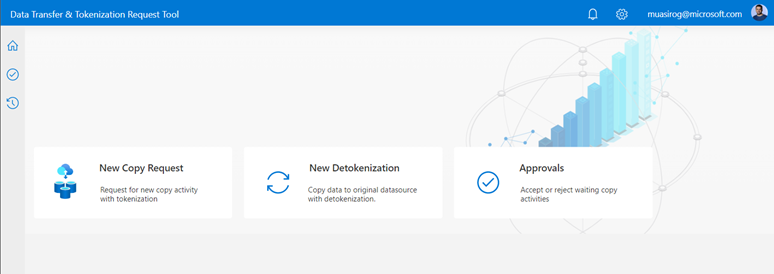 Data Transfer & Tokenization Request Tool
muasirog@microsoft.com
New Copy Request
Request for new copy activity
with tokenization
New Detokenization
Copy data to original datasource
with detokenization.
Approvals
Accept or reject waiting copy
activities